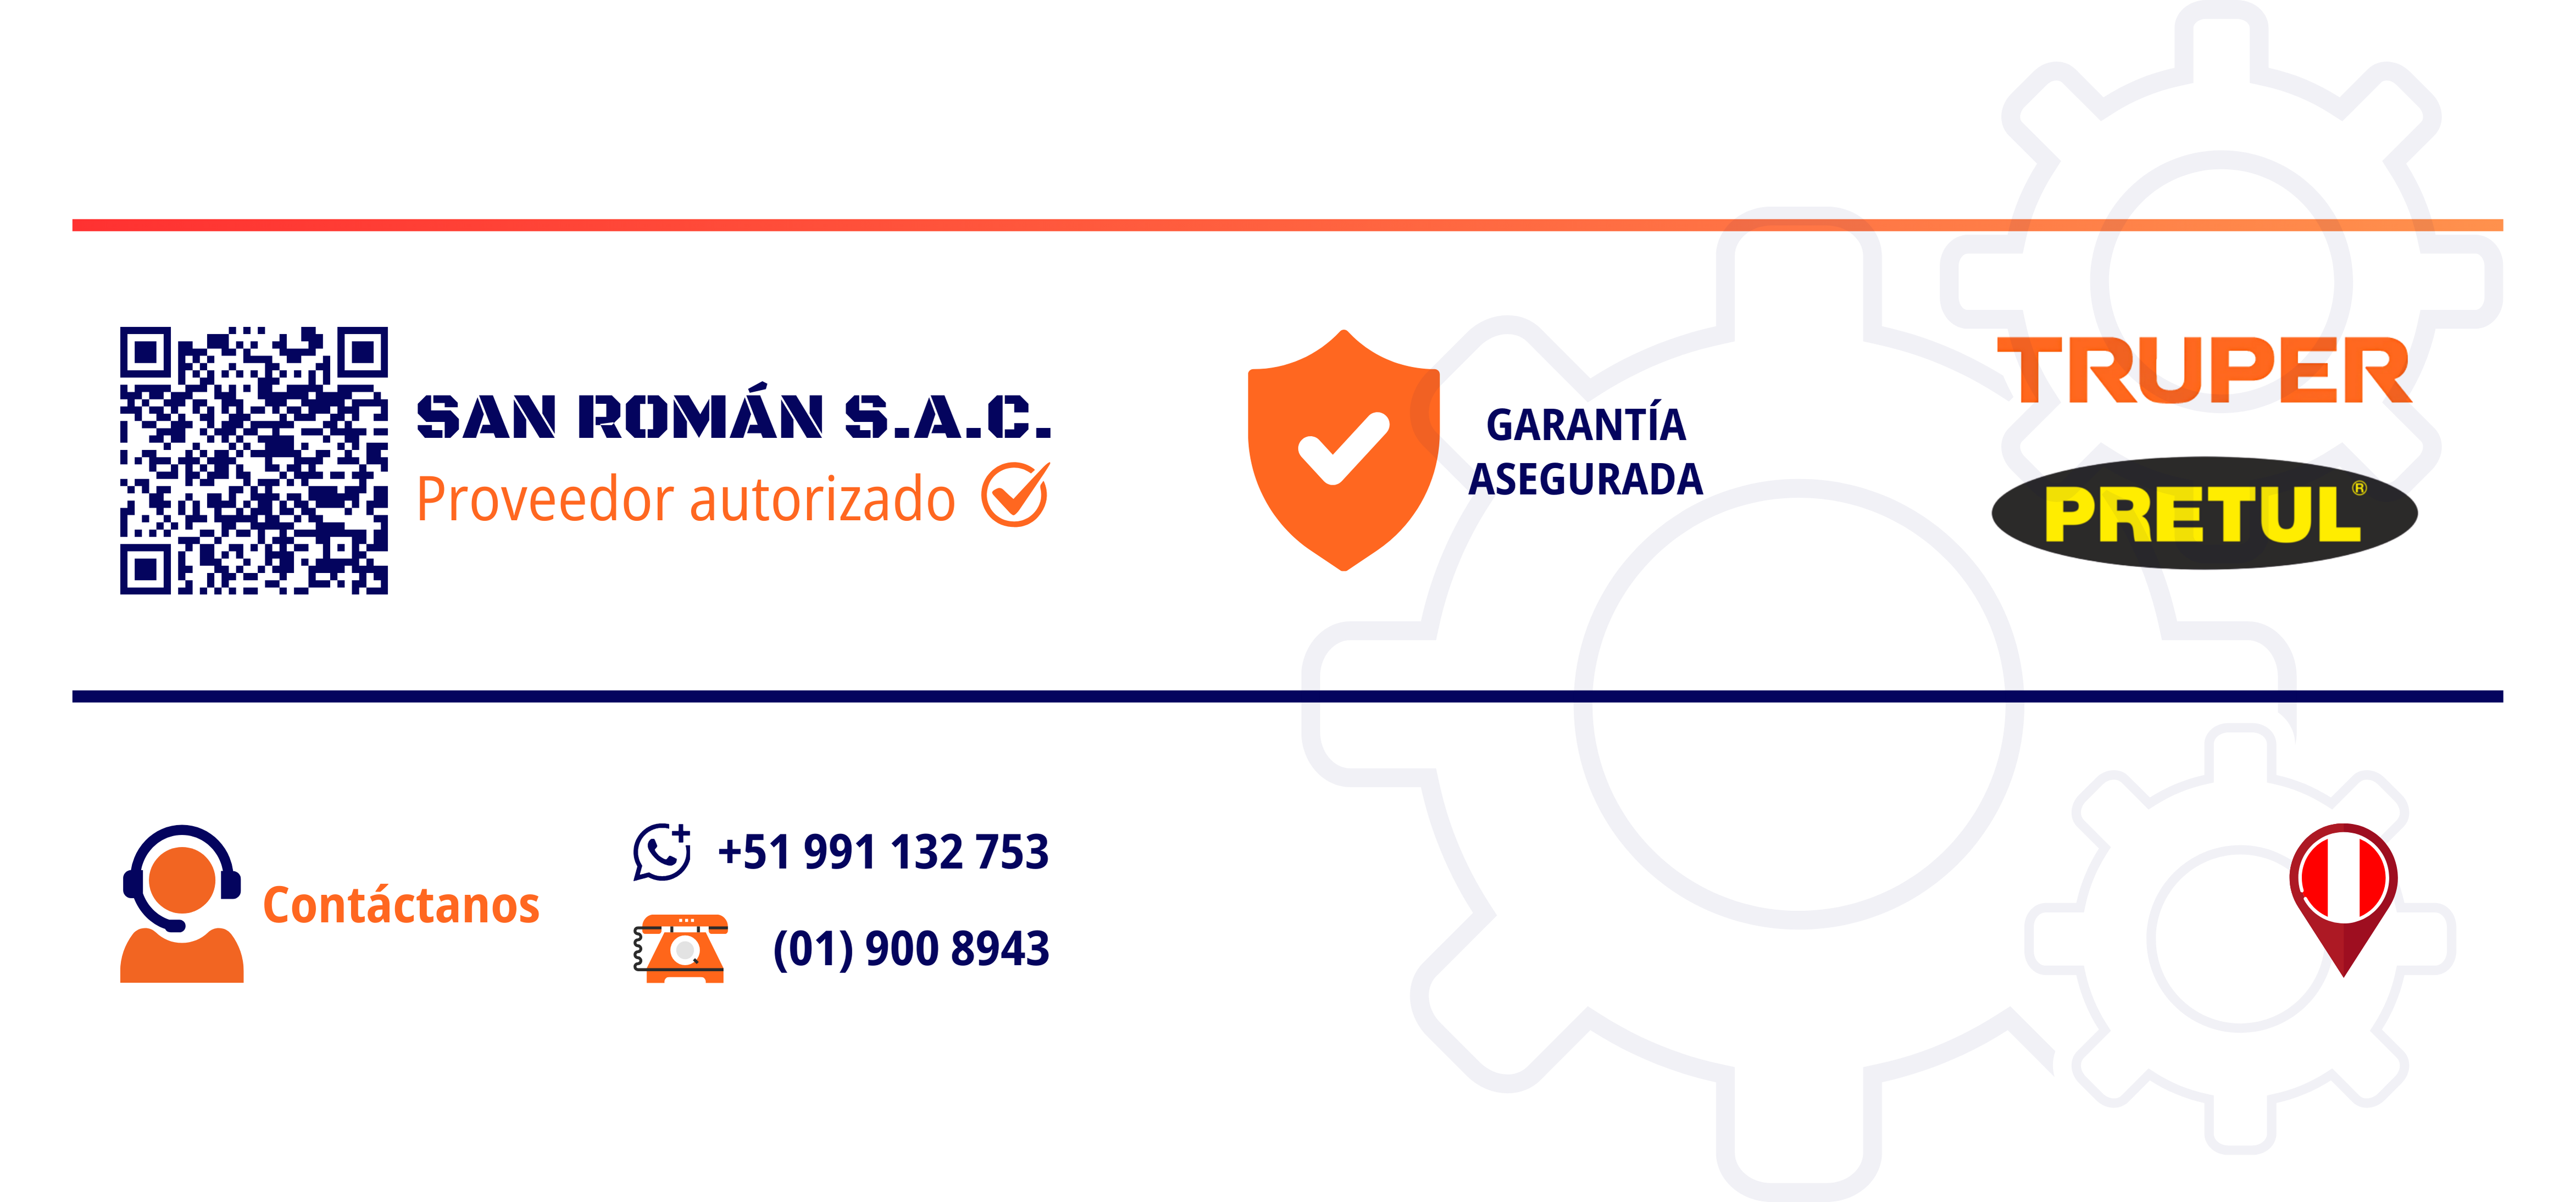 SAN ROMÁN S.A.C.
Proveedor autorizado
GARANTÍA
ASEGURADA
TRUPER
PRETUL®
Contáctanos
+51 991 132 753
(01) 900 8943